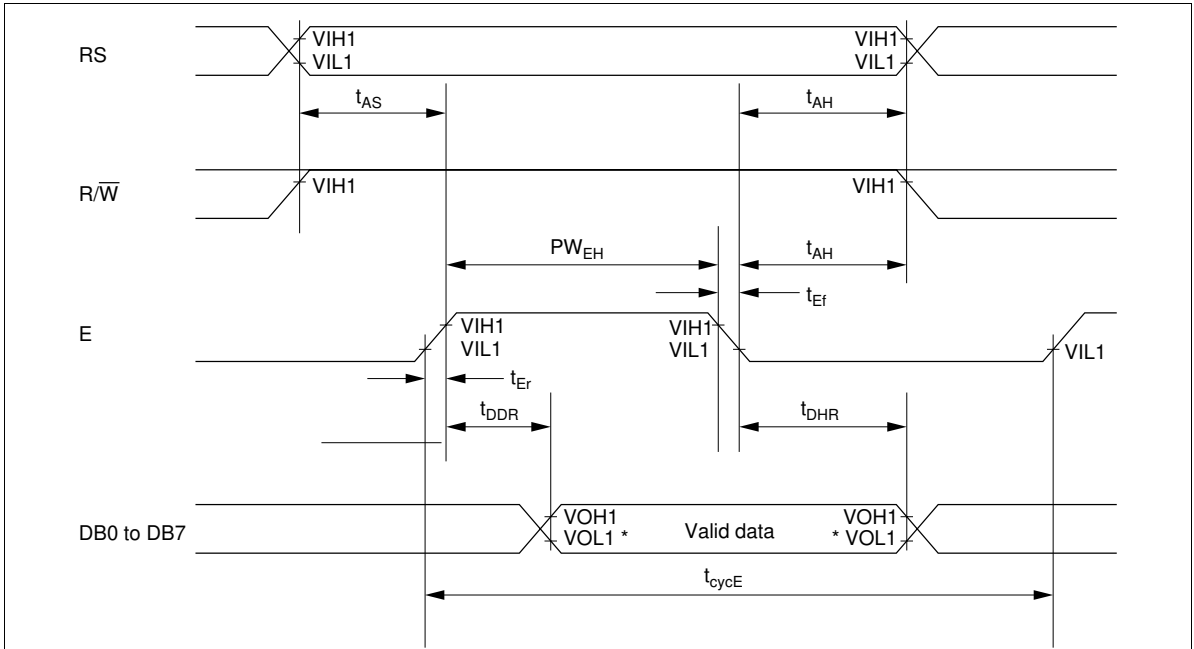 RS
VIH1
VIL1
VIH1
VIL1
tAS
tAH
R/W̅
VIH1
VIH1
PWEH
tAH
tEf
E
VIH1
VIL1
VIH1
VIL1
VIL1
tEr
tDDR
tDHR
DB0 to DB7
VOH1
VOL1 *
Valid data
VOH1
* VOL1
tcycE